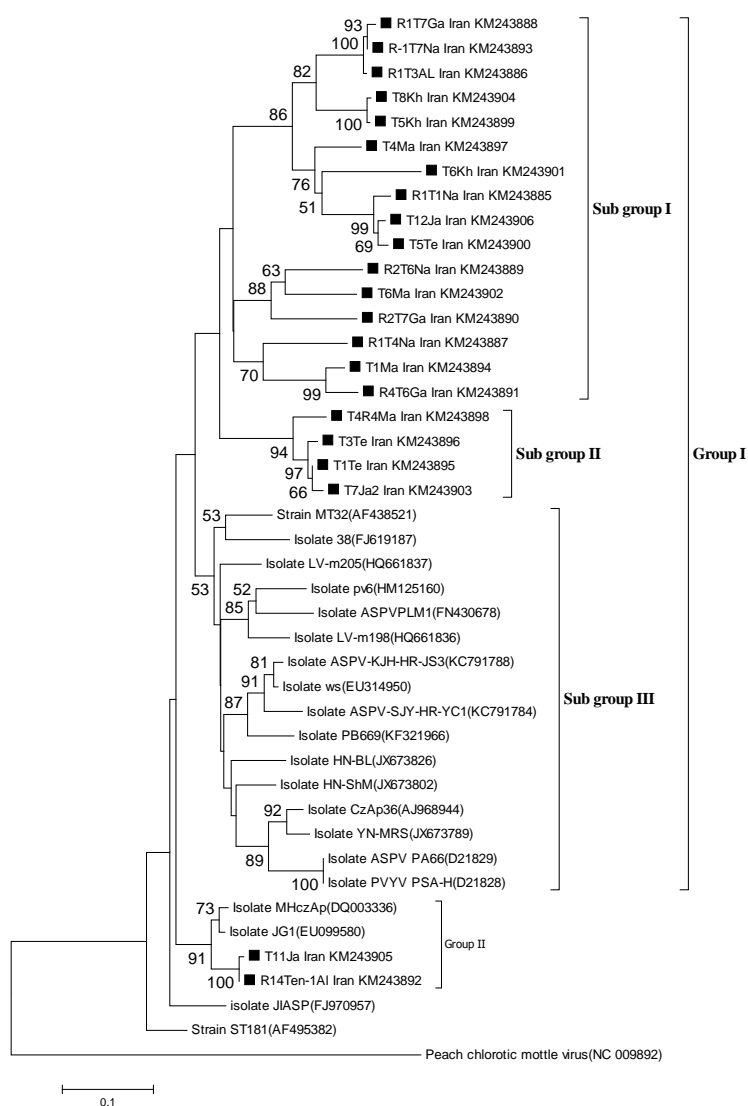 R1T7Ga Iran KM243888
93
100
R-1T7Na Iran KM243893
R1T3AL Iran KM243886
82
T8Kh Iran KM243904
86
100
T5Kh Iran KM243899
T4Ma Iran KM243897
76
T6Kh Iran KM243901
51
R1T1Na Iran KM243885
Sub group I
99
T12Ja Iran KM243906
69
T5Te Iran KM243900
63
R2T6Na Iran KM243889
88
T6Ma Iran KM243902
R2T7Ga Iran KM243890
R1T4Na Iran KM243887
70
T1Ma Iran KM243894
99
R4T6Ga Iran KM243891
T4R4Ma Iran KM243898
94
T3Te Iran KM243896
Sub group II
Group I
97
T1Te Iran KM243895
66
T7Ja2 Iran KM243903
53
Strain MT32(AF438521)
Isolate 38(FJ619187)
53
Isolate LV-m205(HQ661837)
52
Isolate pv6(HM125160)
85
Isolate ASPVPLM1(FN430678)
Isolate LV-m198(HQ661836)
81
Isolate ASPV-KJH-HR-JS3(KC791788)
91
Isolate ws(EU314950)
87
Isolate ASPV-SJY-HR-YC1(KC791784)
Sub group III
Isolate PB669(KF321966)
Isolate HN-BL(JX673826)
Isolate HN-ShM(JX673802)
92
Isolate CzAp36(AJ968944)
Isolate YN-MRS(JX673789)
89
Isolate ASPV PA66(D21829)
100
Isolate PVYV PSA-H(D21828)
73
Isolate MHczAp(DQ003336)
Isolate JG1(EU099580)
Group II
91
T11Ja Iran KM243905
100
R14Ten-1Al Iran KM243892
isolate JIASP(FJ970957)
Strain ST181(AF495382)
Peach chlorotic mottle virus(NC 009892)
0.1